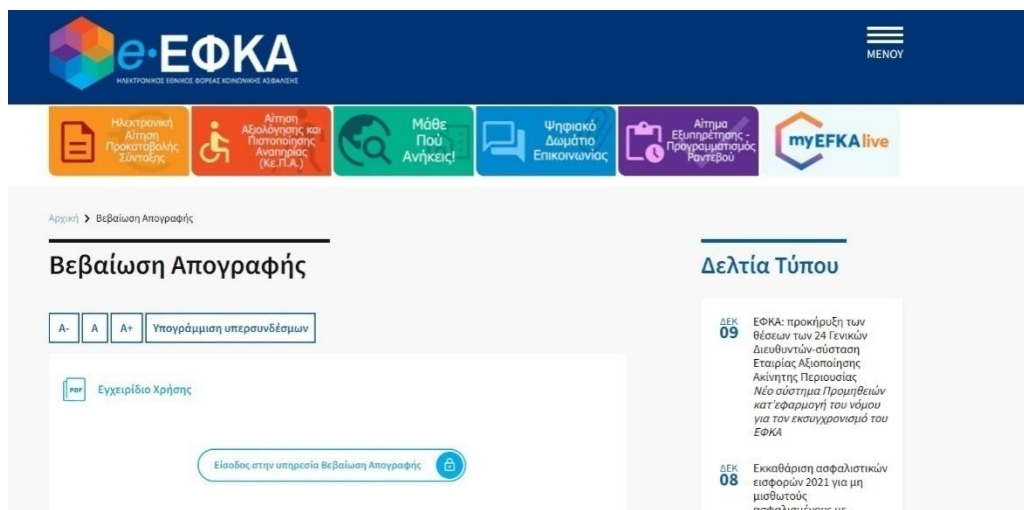 e-ΕΦΚΑ
ΗΛΕΚΤΡΟΝΙΚΟΣ ΕΘΝΙΚΟΣ ΦΟΡΕΑΣ ΚΟΙΝΩΝΙΚΗΣ ΑΣΦΑΛΙΣΗΣ
ΜΕΝΟΥ
Ηλεκτρονική
Αίτηση
Προκαταβολής
Σύνταξης
Αίτηση
Αξιολόγησης και
Πιστοποίησης
Αναπηρίας
(Κε.Π.Α.)
Μάθε
Πού
Ανήκεις!
Ψηφιακό
Δωμάτιο
Επικοινωνίας
Αίτημα
Εξυπηρέτησης -
Προγραμματισμός
Ραντεβού
myEFKAlive
Αρχική > Βεβαίωση Απογραφής
Βεβαίωση Απογραφής
A- A A+ Υπογράμμιση υπερσυνδέσμων
PDF Εγχειρίδιο Χρήσης
Είσοδος στην υπηρεσία Βεβαίωση Απογραφής
Δελτία Τύπου
ΔΕΚ
09
ΕΦΚΑ: προκήρυξη των
θέσεων των 24 Γενικών
Διευθυντών-σύσταση
Εταιρίας Αξιοποίησης
Ακίνητης Περιουσίας
Νέο σύστημα Προμηθειών
κατ'εφαρμογή του νόμου
για τον εκσυγχρονισμό του
ΕΦΚΑ
ΔΕΚ
08
Εκκαθάριση ασφαλιστικών
εισφορών 2021 για μη
μισθωτούς
ασφαλισμένους με